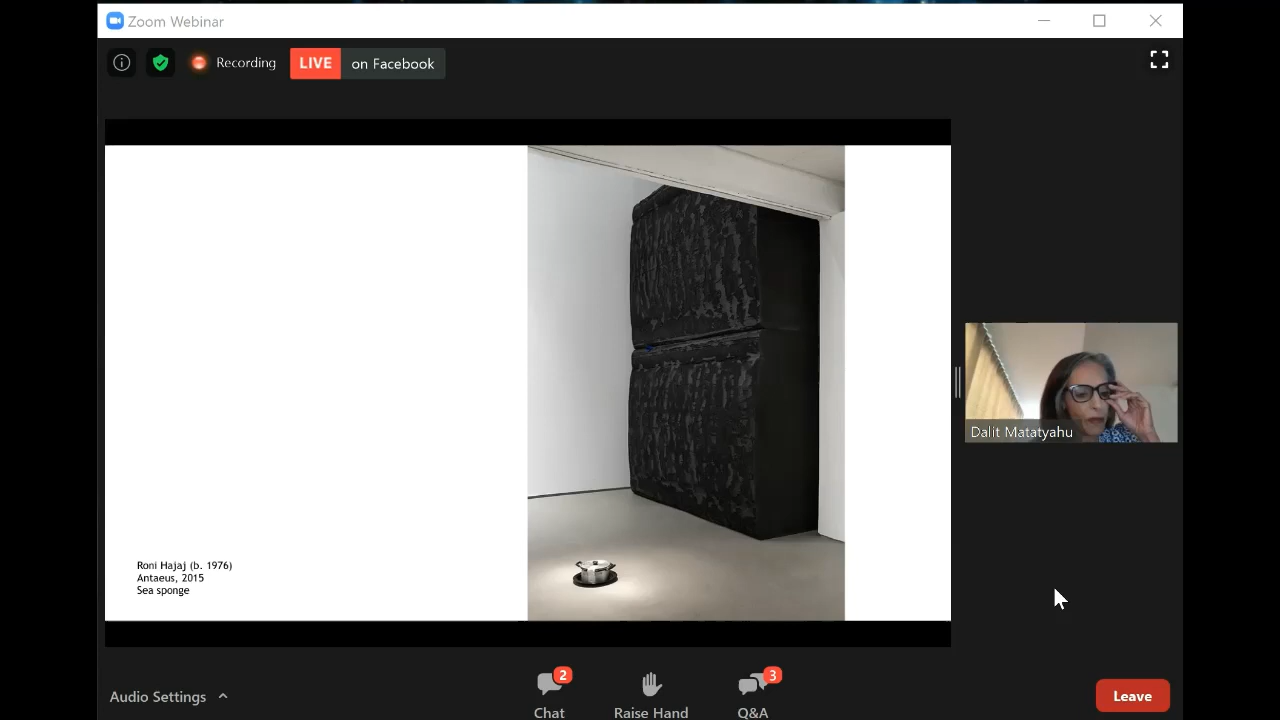 Zoom Webinar
Recording
LIVE on Facebook
Dalit Matatyahu
Roni Hajaj (b. 1976)
Antaeus, 2015
Sea sponge
Audio Settings
2
Chat
Raise Hand
3
Q&A
Leave